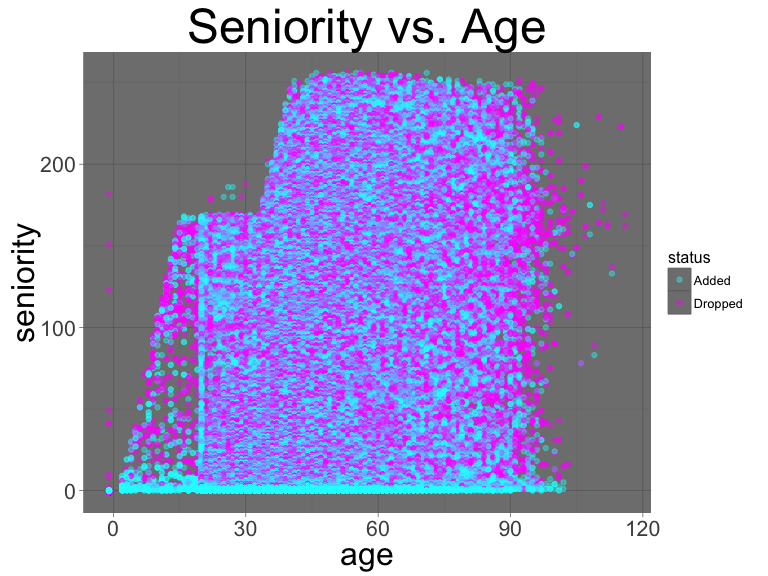 Seniority vs. Age
seniority
200
100
0
0 30 60 90 120
age
status
Added
Dropped